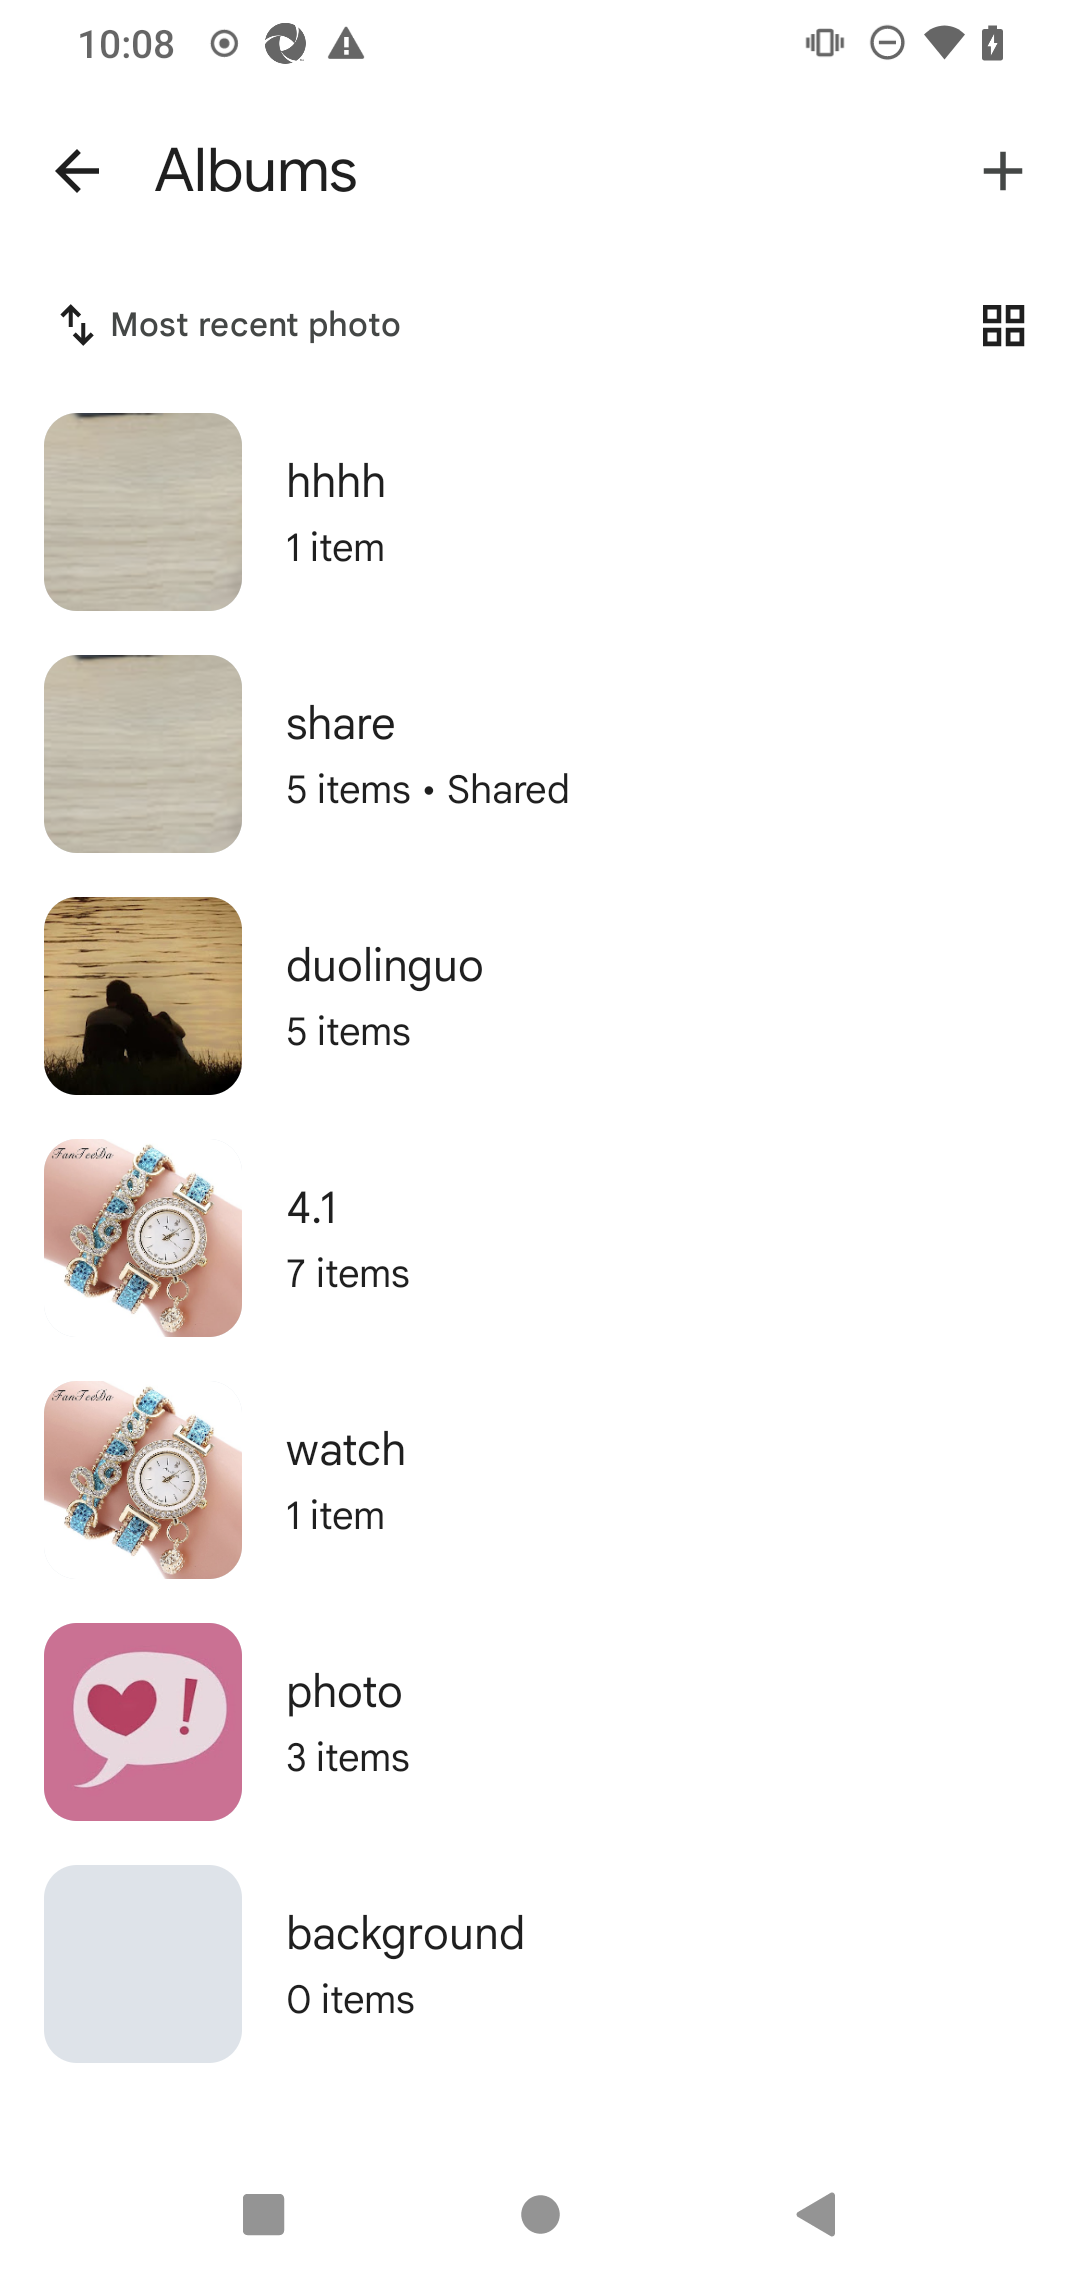 10:08
Albums
Most recent photo
hhhh
1 item
share
5 items • Shared
duolinguo
5 items
FanTeeDa
4.1
7 items
FanTeeDa
watch
1 item
photo
3 items
background
0 items